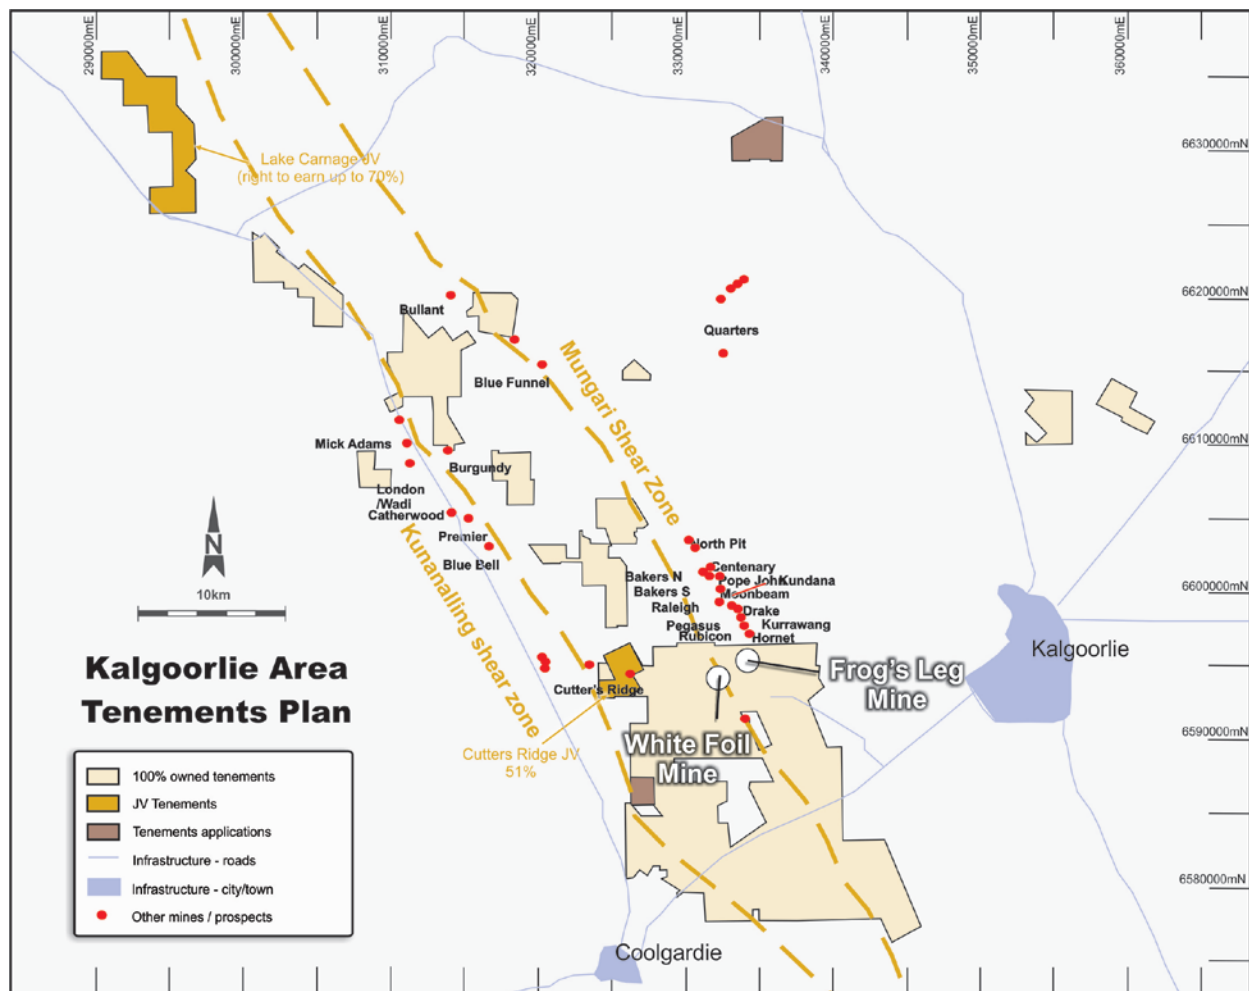 290000mE
300000mE
310000mE
320000mE
330000mE
340000mE
350000mE
360000mE
6630000mN
6620000mN
6610000mN
6600000mN
6590000mN
6580000mN
Lake Carnage JV
(right to earn up to 70%)
Bullant
Quarters
Blue Funnel
Mungari Shear Zone
Mick Adams
Burgundy
London
/Wadi
Catherwood
Premier
Blue Bell
Kunanalling shear zone
North Pit
Centenary
Bakers N
Pope John
Kundana
Bakers S
Moonbeam
Raleigh
Drake
Pegasus
Kurrawang
Rubicon
Hornet
Kalgoorlie
Cutter's Ridge
Frog's Leg
Mine
White Foil
Mine
Cutters Ridge JV
51%
Coolgardie
N
10km
Kalgoorlie Area
Tenements Plan
100% owned tenements
JV Tenements
Tenements applications
Infrastructure - roads
Infrastructure - city/town
Other mines / prospects